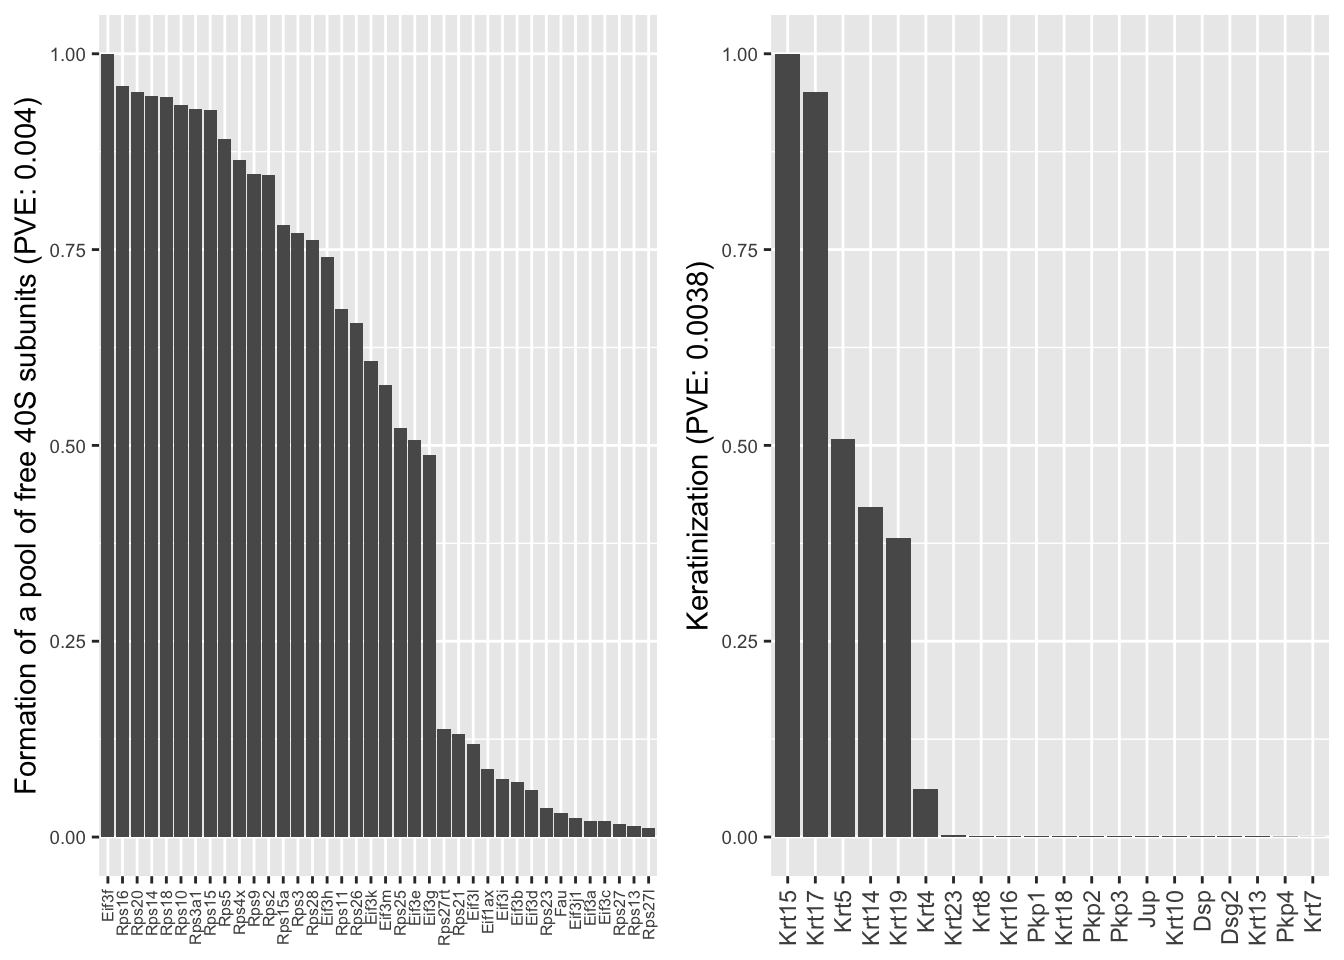 Formation of a pool of free 40S subunits (PVE: 0.004)
1.00
0.75
0.50
0.25
0.00
Eif3f
Rps16
Rps20
Rps14
Rps18
Rps10
Rps3a1
Rps15
Rps5
Rps4x
Rps9
Rps2
Rps15a
Rps3
Rps28
Eif3h
Rps11
Rps26
Eif3k
Eif3m
Rps25
Eif3e
Eif3g
Rps27rt
Rps21
Eif3l
Eif1ax
Eif3i
Eif3b
Eif3d
Rps23
Fau
Eif3j1
Eif3a
Eif3c
Rps27
Rps13
Rps27l
Keratinization (PVE: 0.0038)
1.00
0.75
0.50
0.25
0.00
Krt15
Krt17
Krt5
Krt14
Krt19
Krt4
Krt23
Krt8
Krt16
Pkp1
Krt18
Pkp2
Pkp3
Jup
Krt10
Dsp
Dsg2
Krt13
Pkp4
Krt7